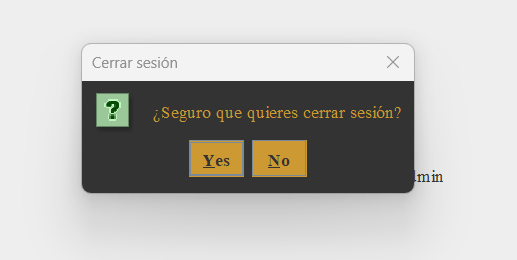 Cerrar sesión
¿Seguro que quieres cerrar sesión?
Yes No